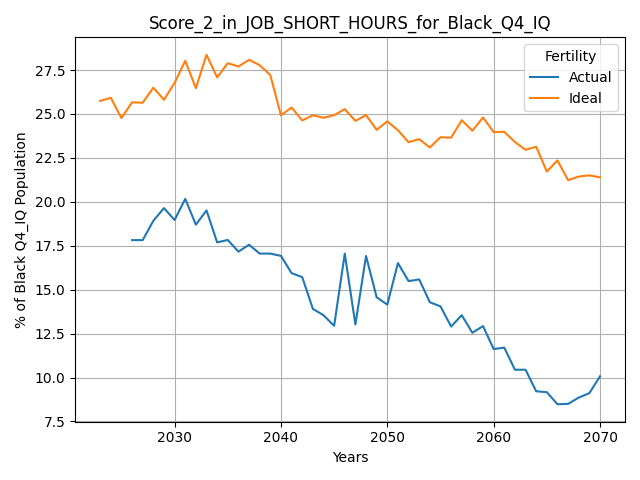 Score_2_in_JOB_SHORT_HOURS_for_Black_Q4_IQ
Fertility
Actual
Ideal
% of Black Q4_IQ Population
27.5
25.0
22.5
20.0
17.5
15.0
12.5
10.0
7.5
2030 2040 2050 2060 2070
Years